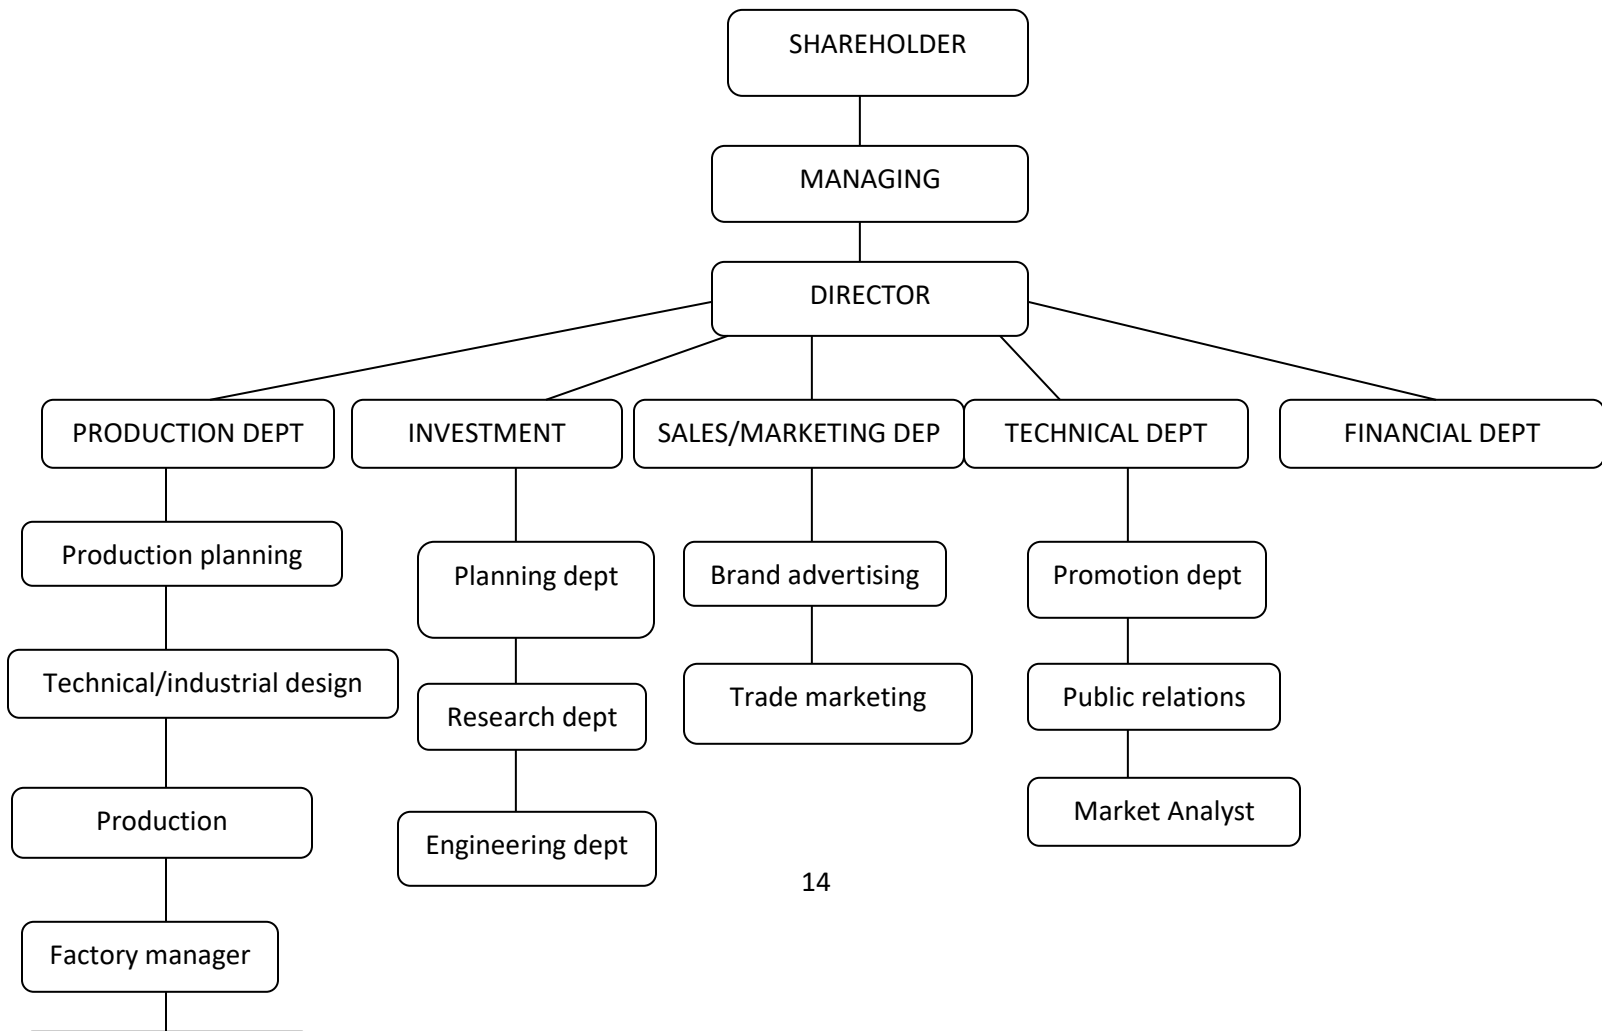 SHAREHOLDER
MANAGING
DIRECTOR
PRODUCTION DEPT
INVESTMENT
SALES/MARKETING DEP
TECHNICAL DEPT
FINANCIAL DEPT
Production planning
Planning dept
Brand advertising
Promotion dept
Technical/industrial design
Research dept
Trade marketing
Public relations
Production
Engineering dept
Market Analyst
14
Factory manager